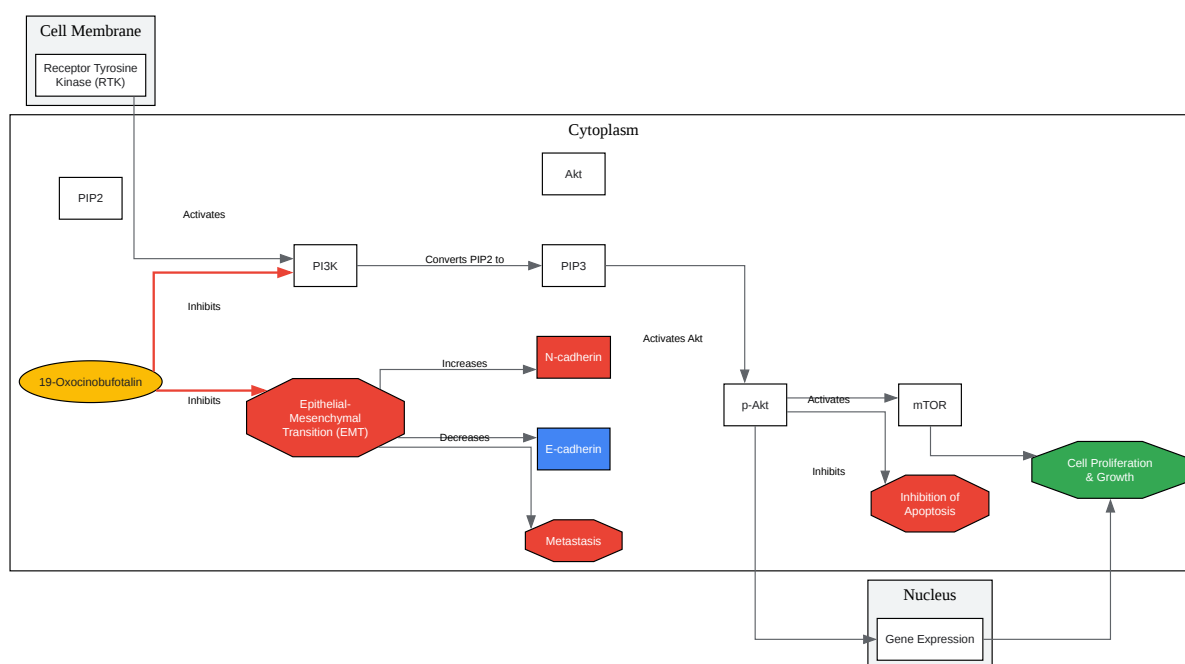 Cell Membrane
Receptor Tyrosine
Kinase (RTK)
Cytoplasm
Akt
PIP2
Activates
PI3K
Converts PIP2 to
PIP3
Inhibits
Activates Akt
N-cadherin
Increases
19-Oxocinobufotalin
Inhibits
Epithelial-
Mesenchymal
Transition (EMT)
p-Akt
Activates
mTOR
Decreases
E-cadherin
Inhibits
Cell Proliferation
& Growth
Inhibition of
Apoptosis
Metastasis
Nucleus
Gene Expression